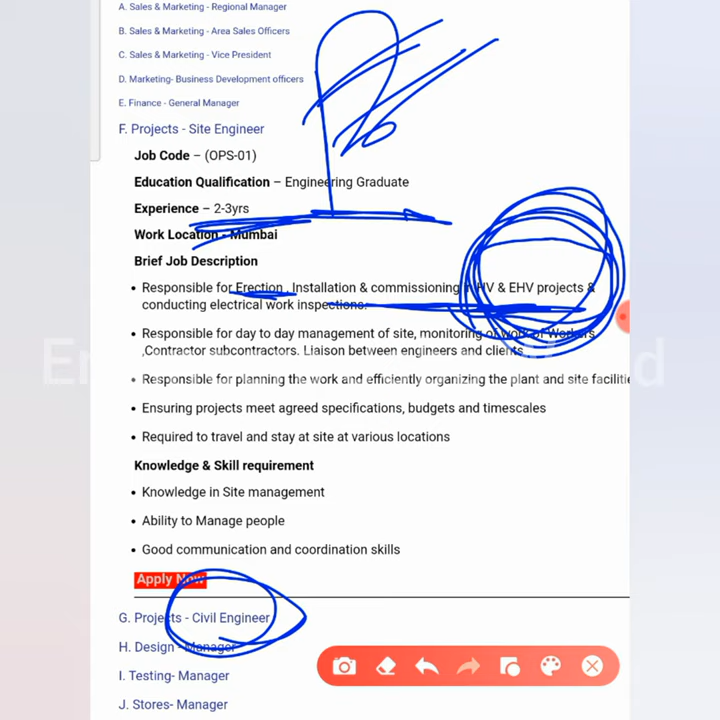 A. Sales & Marketing - Regional Manager
B. Sales & Marketing - Area Sales Officers
C. Sales & Marketing - Vice President
D. Marketing- Business Development officers
E. Finance - General Manager
F. Projects - Site Engineer
Job Code – (OPS-01)
Education Qualification – Engineering Graduate
Experience – 2-3yrs
Work Location - Mumbai
Brief Job Description
• Responsible for Erection , Installation & commissioning in HV & EHV projects &
conducting electrical work inspections.
• Responsible for day to day management of site, monitoring of work of Workers
,Contractor subcontractors. Liaison between engineers and clients.
• Responsible for planning the work and efficiently organizing the plant and site facilitie
• Ensuring projects meet agreed specifications, budgets and timescales
• Required to travel and stay at site at various locations
Knowledge & Skill requirement
• Knowledge in Site management
• Ability to Manage people
• Good communication and coordination skills
Apply Now
G. Projects - Civil Engineer
H. Design - Manager
I. Testing- Manager
J. Stores- Manager